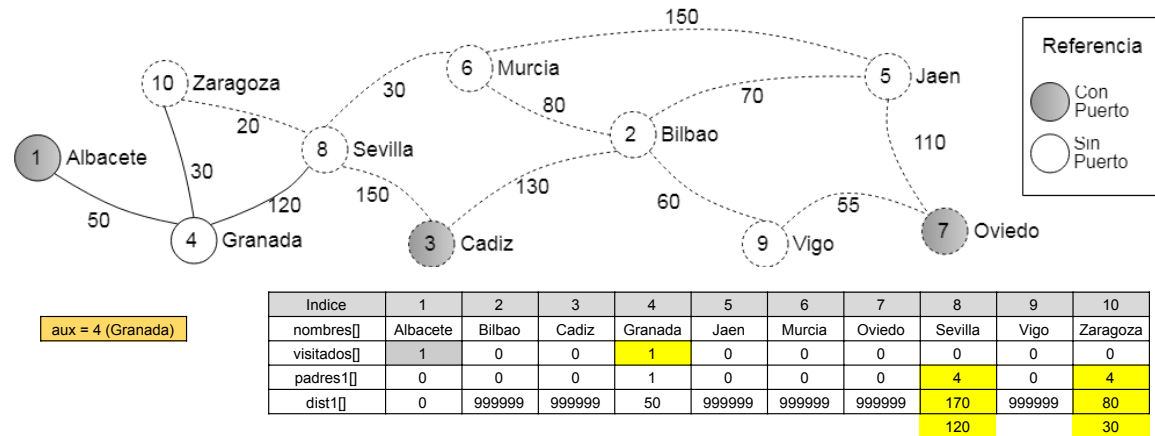 150
Referencia
Con
Puerto
Sin
Puerto
10 Zaragoza
6 Murcia
5 Jaen
30
80
70
20
1 Albacete
8 Sevilla
2 Bilbao
110
30
50
120
150
130
60
55
4 Granada
3 Cadiz
9 Vigo
7 Oviedo
aux = 4 (Granada)
Indice 1 2 3 4 5 6 7 8 9 10
nombres[] Albacete Bilbao Cadiz Granada Jaen Murcia Oviedo Sevilla Vigo Zaragoza
visitados[] 1 0 0 1 0 0 0 0 0 0
padres1[] 0 0 0 1 0 0 0 4 0 4
dist1[] 0 999999 999999 50 999999 999999 999999 170 999999 80
120 30